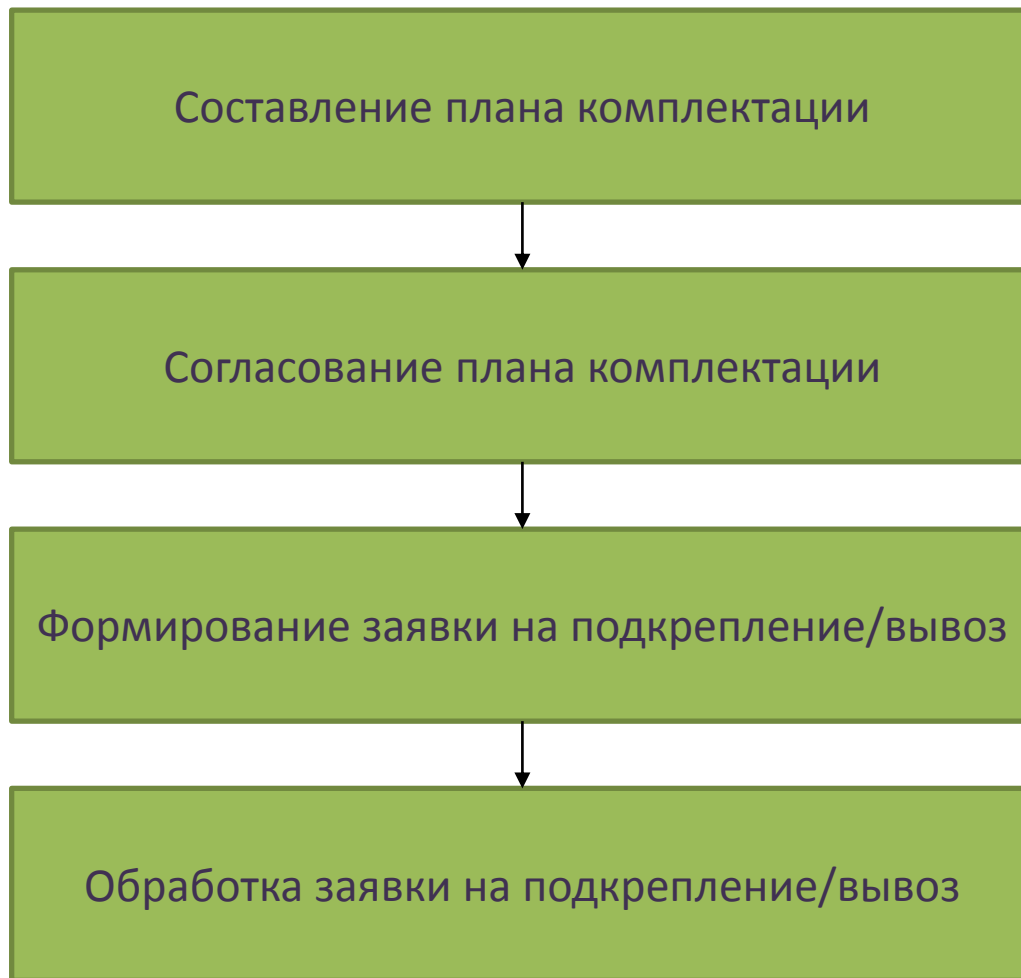 Составление плана комплектации
Согласование плана комплектации
Формирование заявки на подкрепление/вывоз
Обработка заявки на подкрепление/вывоз